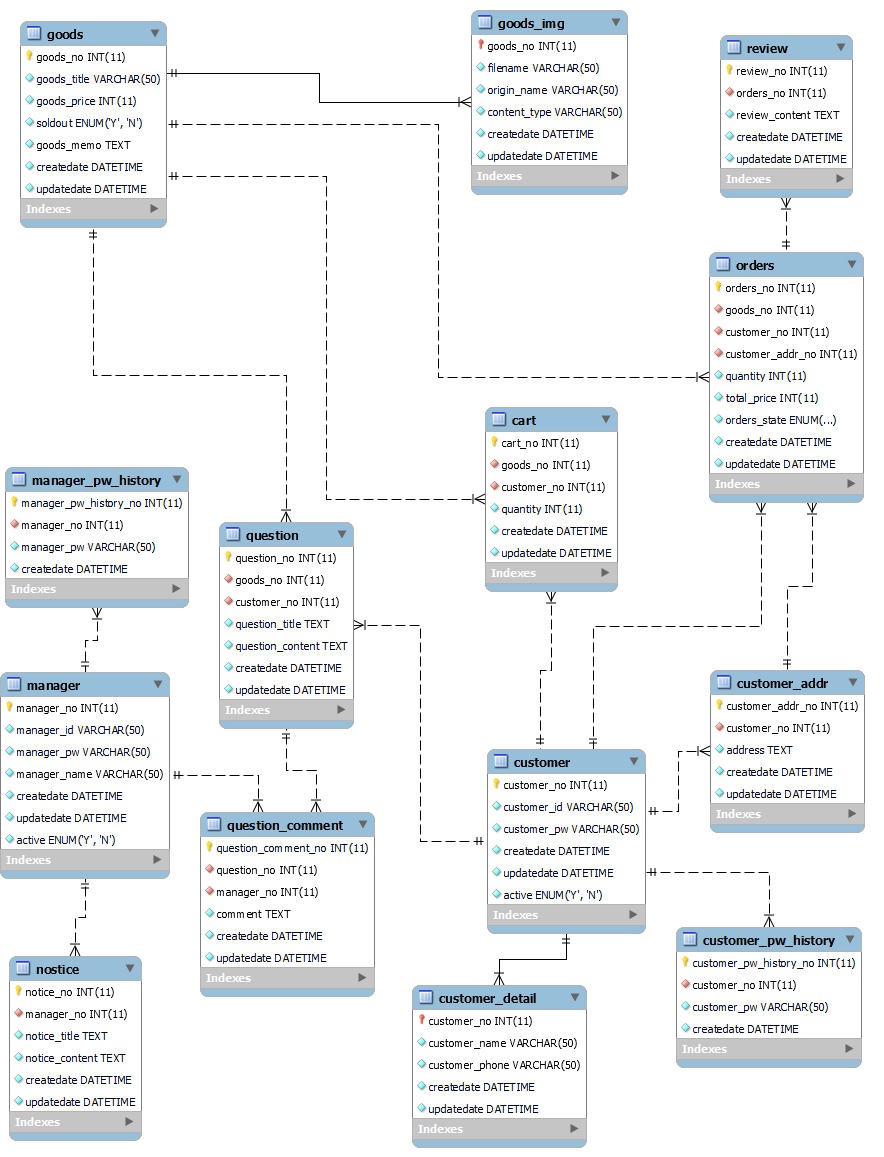 goods
goods_no INT(11)
goods_title VARCHAR(50)
goods_price INT(11)
soldout ENUM('Y', 'N')
goods_memo TEXT
createdate DATETIME
updatedate DATETIME
Indexes
goods_img
goods_no INT(11)
filename VARCHAR(50)
origin_name VARCHAR(50)
content_type VARCHAR(50)
createdate DATETIME
updatedate DATETIME
Indexes
review
review_no INT(11)
orders_no INT(11)
review_content TEXT
createdate DATETIME
updatedate DATETIME
Indexes
orders
orders_no INT(11)
goods_no INT(11)
customer_no INT(11)
customer_addr_no INT(11)
quantity INT(11)
total_price INT(11)
orders_state ENUM(...)
createdate DATETIME
updatedate DATETIME
Indexes
cart
cart_no INT(11)
goods_no INT(11)
customer_no INT(11)
quantity INT(11)
createdate DATETIME
updatedate DATETIME
Indexes
manager_pw_history
manager_pw_history_no INT(11)
manager_no INT(11)
manager_pw VARCHAR(50)
createdate DATETIME
Indexes
question
question_no INT(11)
goods_no INT(11)
customer_no INT(11)
question_title TEXT
question_content TEXT
createdate DATETIME
updatedate DATETIME
Indexes
manager
manager_no INT(11)
manager_id VARCHAR(50)
manager_pw VARCHAR(50)
manager_name VARCHAR(50)
createdate DATETIME
updatedate DATETIME
active ENUM('Y', 'N')
Indexes
customer_addr
customer_addr_no INT(11)
customer_no INT(11)
address TEXT
createdate DATETIME
updatedate DATETIME
Indexes
customer
customer_no INT(11)
customer_id VARCHAR(50)
customer_pw VARCHAR(50)
createdate DATETIME
updatedate DATETIME
active ENUM('Y', 'N')
Indexes
question_comment
question_comment_no INT(11)
question_no INT(11)
manager_no INT(11)
comment TEXT
createdate DATETIME
updatedate DATETIME
Indexes
customer_pw_history
customer_pw_history_no INT(11)
customer_no INT(11)
customer_pw VARCHAR(50)
createdate DATETIME
Indexes
nostice
notice_no INT(11)
manager_no INT(11)
notice_title TEXT
notice_content TEXT
createdate DATETIME
updatedate DATETIME
Indexes
customer_detail
customer_no INT(11)
customer_name VARCHAR(50)
customer_phone VARCHAR(50)
createdate DATETIME
updatedate DATETIME
Indexes